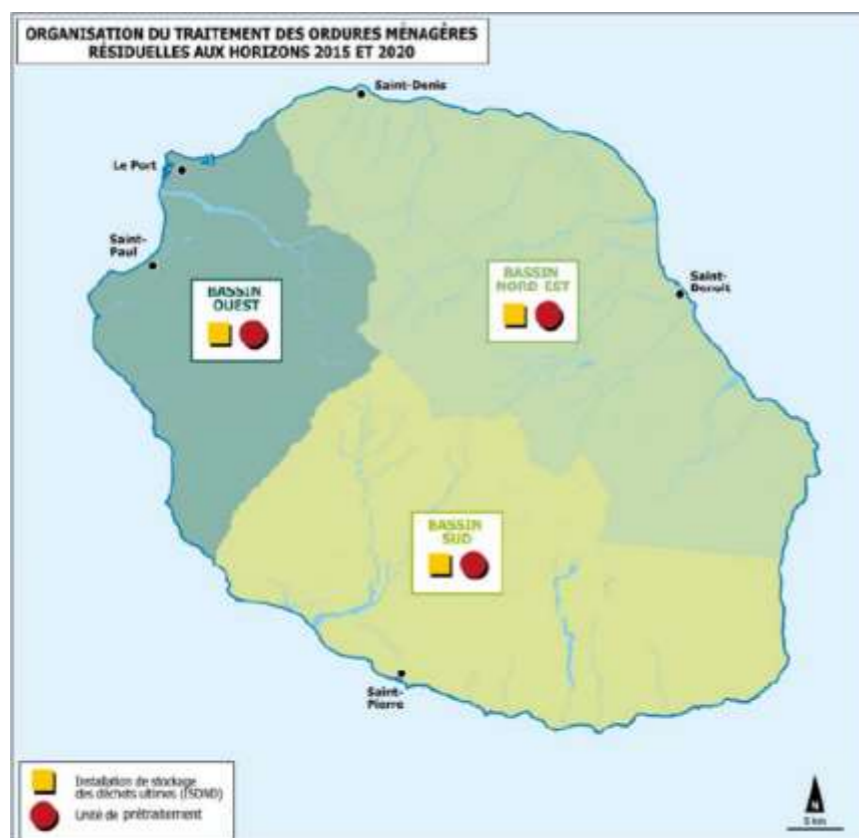 ORGANISATION DU TRAITEMENT DES ORDURES MÉNAGÈRES
RÉSIDUELLES AUX HORIZONS 2015 ET 2020
Saint-Denis
Le Port
Saint-
Paul
BASSIN
OUEST
BASSIN
NORD EST
Saint-
Benoit
BASSIN
SUD
Saint-
Pierre
Installation de stockage
des déchets ultimes (ISDND)
Unité de prétraitement
N
5 km